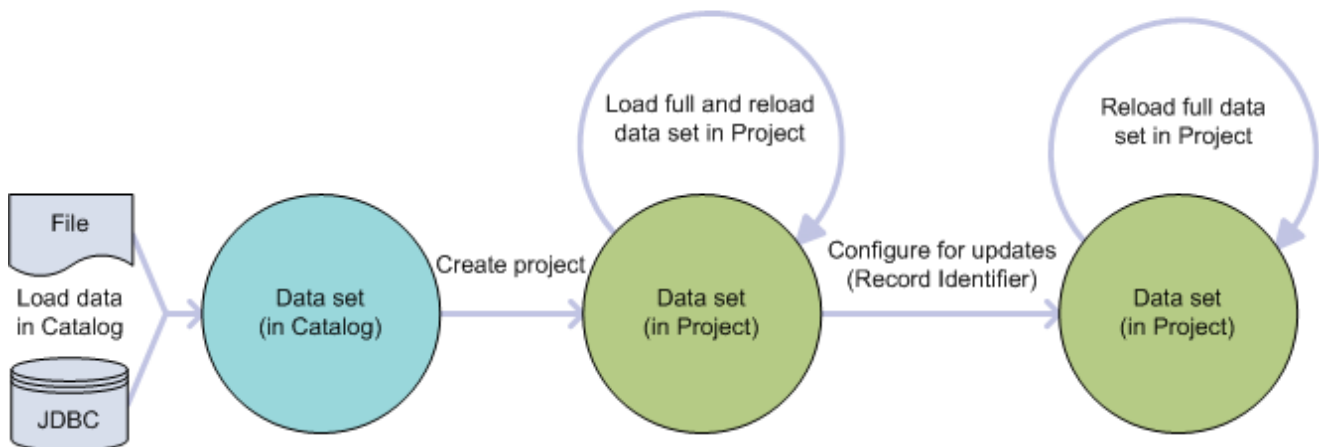 Load full and reload
data set in Project
Reload full data
set in Project
File
Load data
in Catalog
JDBC
Data set
(in Catalog)
Create project
Data set
(in Project)
Configure for updates
(Record Identifier)
Data set
(in Project)